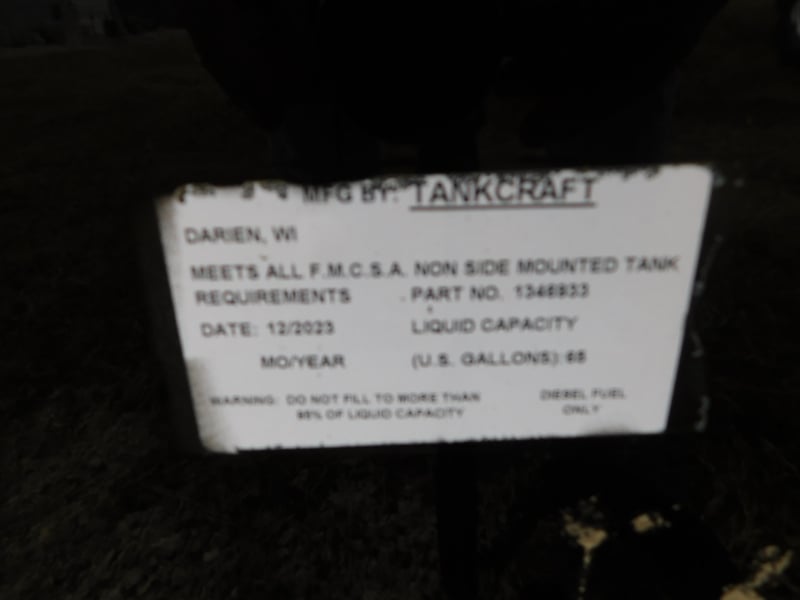 MFG BY: TANKCRAFT
DARIEN, WI
MEETS ALL F.M.C.S.A. NON SIDE MOUNTED TANK
REQUIREMENTS PART NO. 1346933
DATE: 12/2023 LIQUID CAPACITY
MO/YEAR (U.S. GALLONS): 65
WARNING: DO NOT FILL TO MORE THAN DIESEL FUEL
95% OF LIQUID CAPACITY ONLY